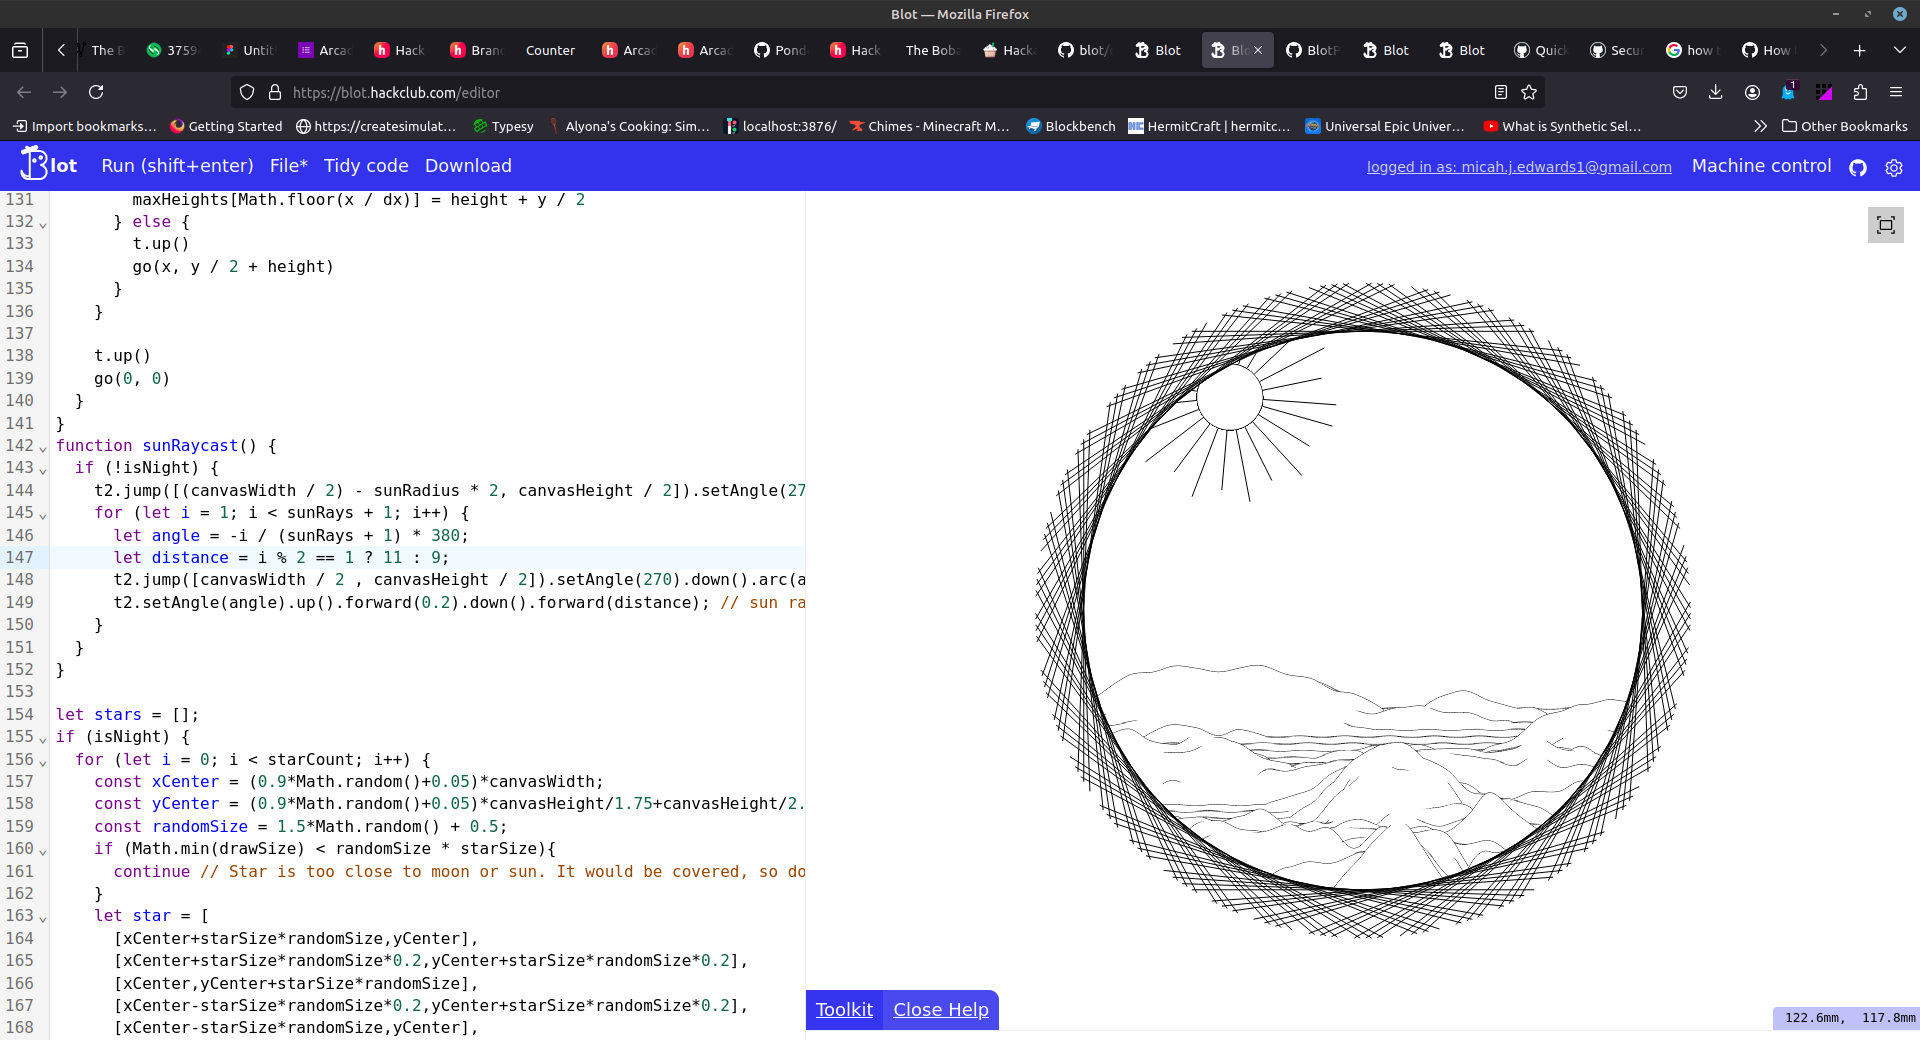 Blot — Mozilla Firefox
The B 3759 Untit Arcad Hack Bran Counter Arcad Arcad Pond Hack The Boba Hacka blot/ Blot Blo BlotP Blot Blot Quick Secur how t How
https://blot.hackclub.com/editor
1
Import bookmarks... Getting Started https://createsimulat... Typesy Alyona's Cooking: Sim... localhost:3876/ Chimes - Minecraft M... Blockbench HermitCraft | hermitc... Universal Epic Univer... What is Synthetic Sel... Other Bookmarks
Blot Run (shift+enter) File* Tidy code Download logged in as: micah.j.edwards1@gmail.com Machine control
131 maxHeights[Math.floor(x / dx)] = height + y / 2
132 } else {
133 t.up()
134 go(x, y / 2 + height)
135 }
136 }
137
138 t.up()
139 go(0, 0)
140 }
141 }
142 function sunRaycast() {
143 if (!isNight) {
144 t2.jump([(canvasWidth / 2) - sunRadius * 2, canvasHeight / 2]).setAngle(27
145 for (let i = 1; i < sunRays + 1; i++) {
146 let angle = -i / (sunRays + 1) * 380;
147 let distance = i % 2 == 1 ? 11 : 9;
148 t2.jump([canvasWidth / 2 , canvasHeight / 2]).setAngle(270).down().arc(a
149 t2.setAngle(angle).up().forward(0.2).down().forward(distance); // sun ra
150 }
151 }
152 }
153
154 let stars = [];
155 if (isNight) {
156 for (let i = 0; i < starCount; i++) {
157 const xCenter = (0.9*Math.random()+0.05)*canvasWidth;
158 const yCenter = (0.9*Math.random()+0.05)*canvasHeight/1.75+canvasHeight/2.
159 const randomSize = 1.5*Math.random() + 0.5;
160 if (Math.min(drawSize) < randomSize * starSize){
161 continue // Star is too close to moon or sun. It would be covered, so do
162 }
163 let star = [
164 [xCenter+starSize*randomSize,yCenter],
165 [xCenter+starSize*randomSize*0.2,yCenter+starSize*randomSize*0.2],
166 [xCenter,yCenter+starSize*randomSize],
167 [xCenter-starSize*randomSize*0.2,yCenter+starSize*randomSize*0.2],
168 [xCenter-starSize*randomSize,yCenter],
Toolkit Close Help
122.6mm, 117.8mm